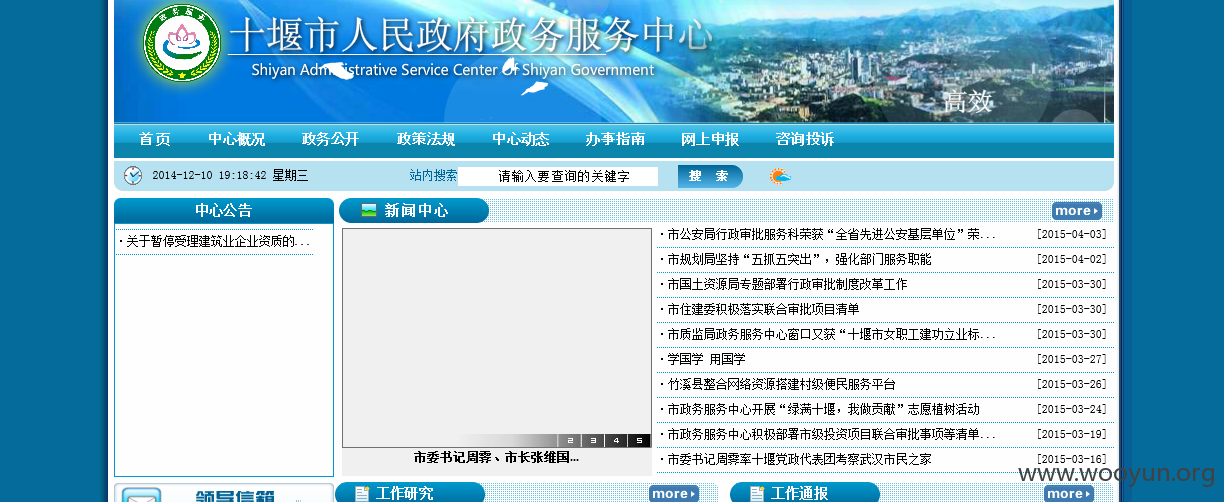 政务服务
十堰市人民政府政务服务中心
Shiyan Administrative Service Center Of Shiyan Government
高效
首页 中心概况 政务公开 政策法规 中心动态 办事指南 网上申报 咨询投诉
2014-12-10 19:18:42 星期三 站内搜索 请输入要查询的关键字 搜 索
中心公告
·关于暂停受理建筑业企业资质的...
新闻中心 more
2 3 4 5
市委书记周霁、市长张维国...
·市公安局行政审批服务科荣获“全省先进公安基层单位”荣... [2015-04-03]
·市规划局坚持“五抓五突出”，强化部门服务职能 [2015-04-02]
·市国土资源局专题部署行政审批制度改革工作 [2015-03-30]
·市住建委积极落实联合审批项目清单 [2015-03-30]
·市质监局政务服务中心窗口又获“十堰市女职工建功立业标... [2015-03-30]
·学国学 用国学 [2015-03-27]
·竹溪县整合网络资源搭建村级便民服务平台 [2015-03-26]
·市政务服务中心开展“绿满十堰，我做贡献”志愿植树活动 [2015-03-24]
·市政务服务中心积极部署市级投资项目联合审批事项等清单... [2015-03-19]
·市委书记周霁率十堰党政代表团考察武汉市民之家 [2015-03-16]
www.wooyun.org
领导信箱
工作研究 more
工作通报 more